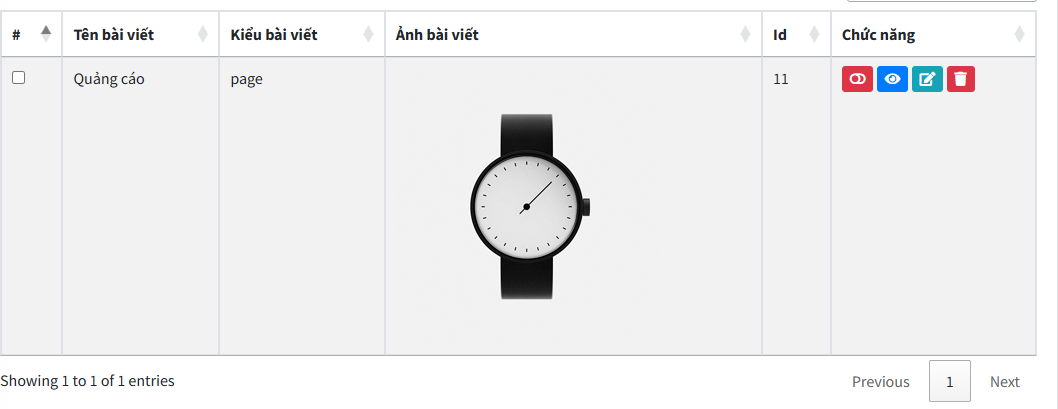 # Tên bài viết Kiểu bài viết Ảnh bài viết Id Chức năng
Quảng cáo page 11
Showing 1 to 1 of 1 entries Previous 1 Next